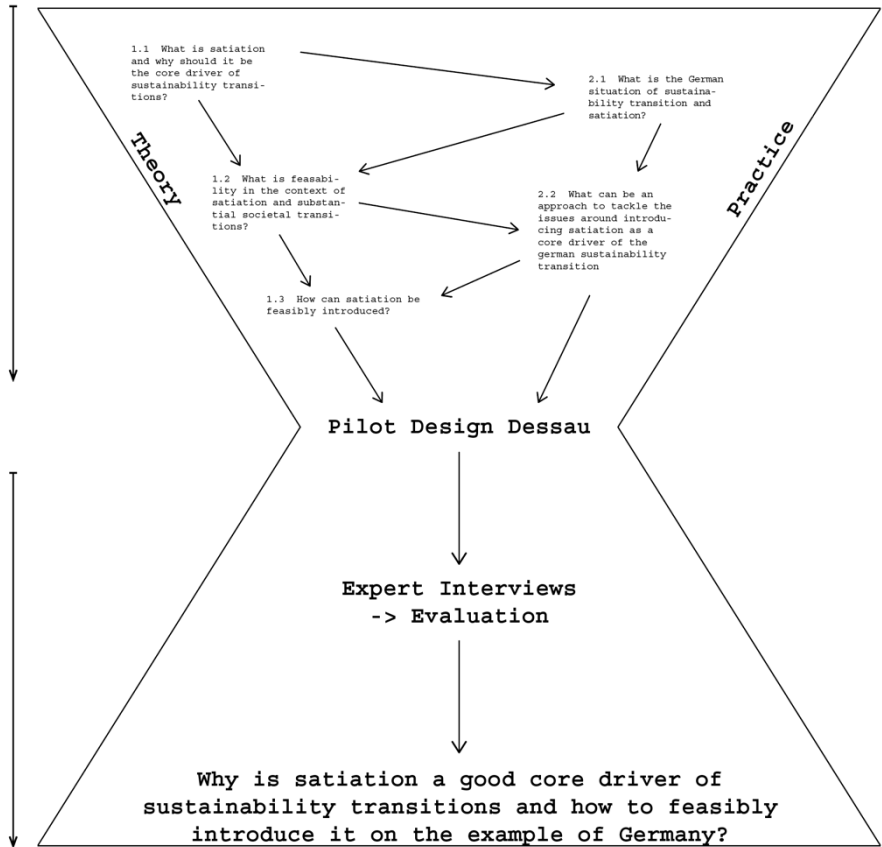 1.1  What is satiation
and why should it be
the core driver of
sustainability transi-
tions?
2.1  What is the German
situation of sustaina-
bility transition and
satiation?
Theory
Practice
1.2  What is feasabi-
lity in the context of
satiation and substan-
tial societal transi-
tions?
2.2  What can be an
approach to tackle the
issues around introdu-
cing satiation as a
core driver of the
german sustainability
transition
1.3  How can satiation be
feasibly introduced?
Pilot Design Dessau
Expert Interviews
-> Evaluation
Why is satiation a good core driver of
sustainability transitions and how to feasibly
introduce it on the example of Germany?